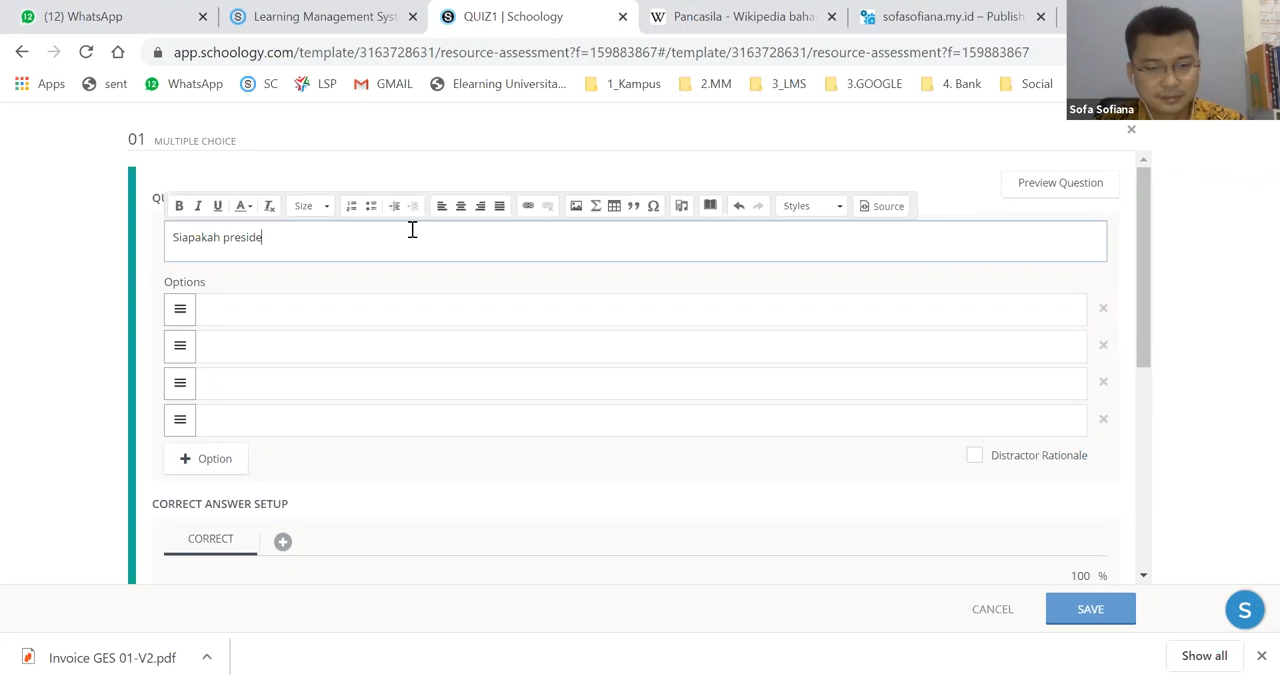 (12) WhatsApp
Learning Management Syst
QUIZ1 | Schoology
Pancasila - Wikipedia baha
sofasofiana.my.id – Publish
app.schoology.com/template/3163728631/resource-assessment?f=159883867#/template/3163728631/resource-assessment?f=159883867
Apps
sent
WhatsApp
SC
LSP
GMAIL
Elearning Universita...
1_Kampus
2.MM
3_LMS
3.GOOGLE
4. Bank
Social
Sofa Sofiana
01 MULTIPLE CHOICE
Preview Question
Size
Styles
Source
Siapakah preside
Options
Option
Distractor Rationale
CORRECT ANSWER SETUP
CORRECT
100 %
CANCEL
SAVE
S
Invoice GES 01-V2.pdf
Show all